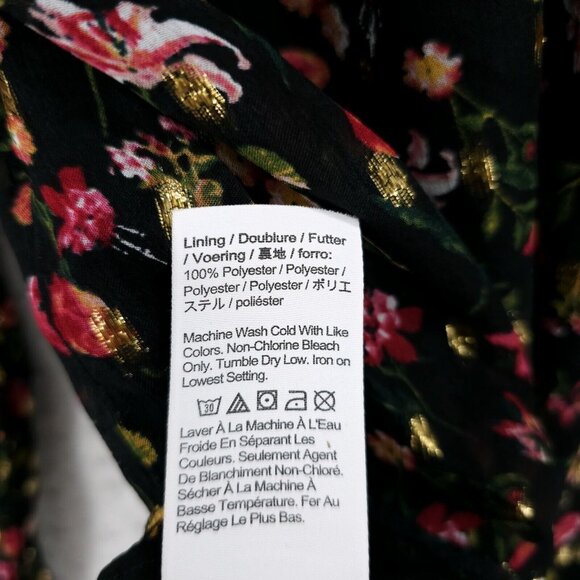 Lining / Doublure / Futter
/ Voering / 裏地 / forro:
100% Polyester / Polyester /
Polyester / Polyester / ポリエ
ステル / poliéster
Machine Wash Cold With Like
Colors. Non-Chlorine Bleach
Only. Tumble Dry Low. Iron on
Lowest Setting.
30
Laver À La Machine À L'Eau
Froide En Séparant Les
Couleurs. Seulement Agent
De Blanchiment Non-Chloré.
Sécher À La Machine À
Basse Température. Fer Au
Réglage Le Plus Bas.